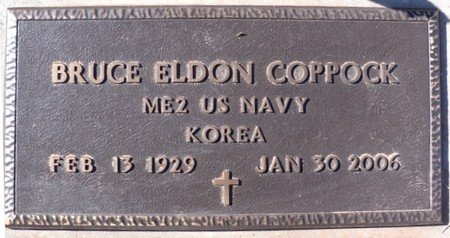 BRUCE ELDON COPPOCK
ME2 US NAVY
KOREA
FEB 13 1929 JAN 30 2006